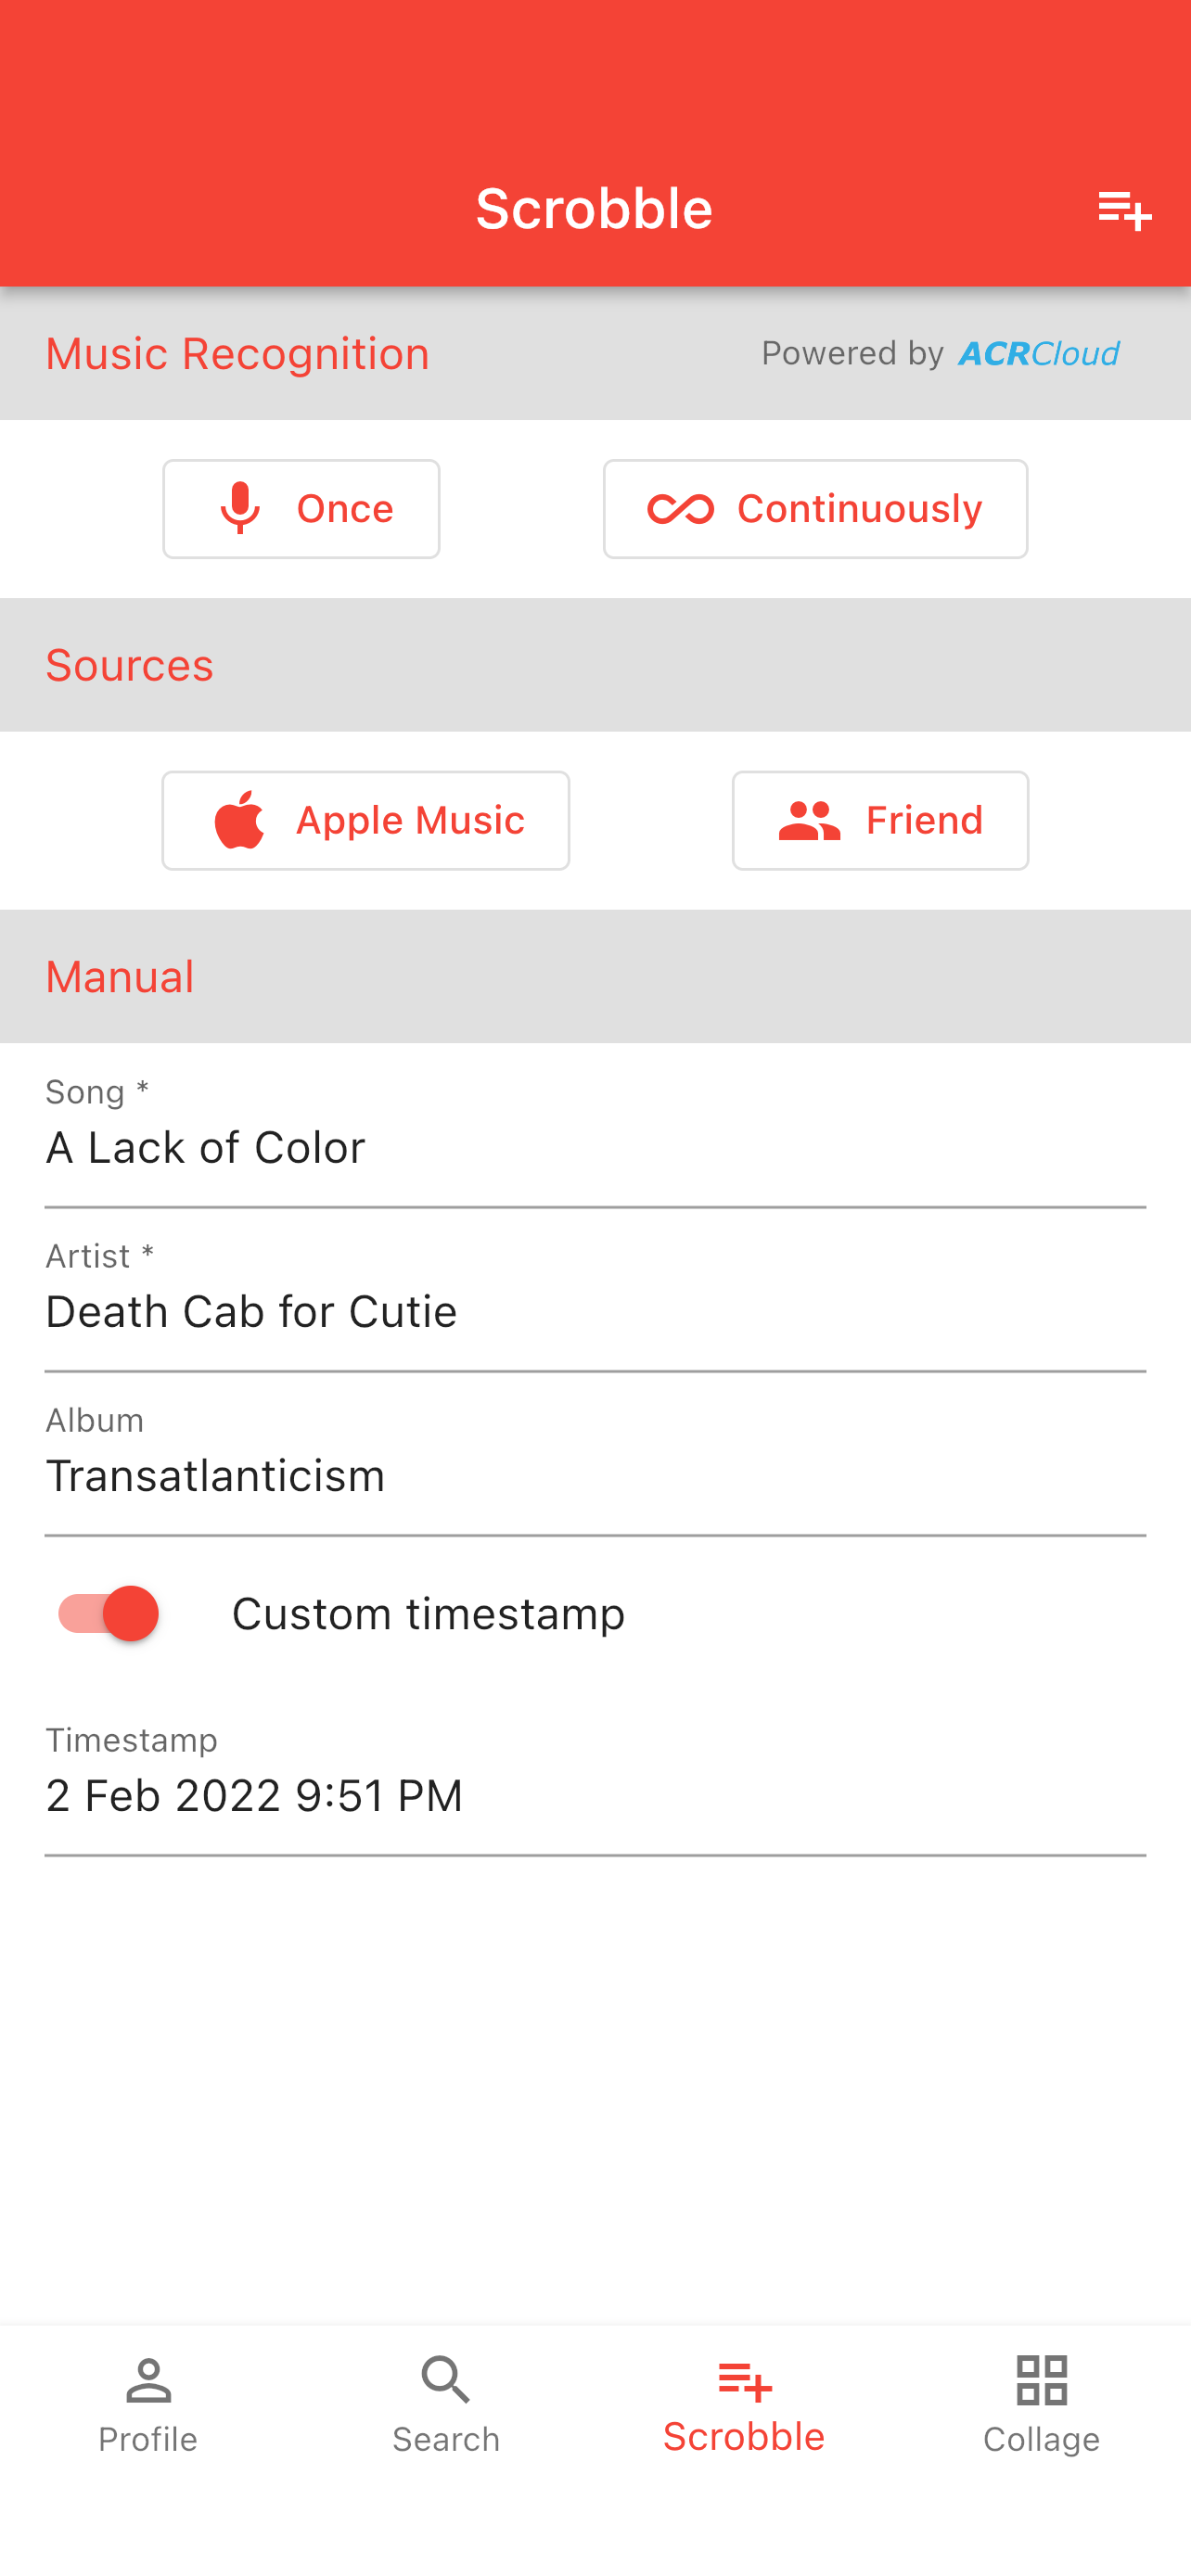 Scrobble
Music Recognition Powered by ACRCloud
Once Continuously
Sources
Apple Music Friend
Manual
Song *
A Lack of Color
Artist *
Death Cab for Cutie
Album
Transatlanticism
Custom timestamp
Timestamp
2 Feb 2022 9:51 PM
Profile Search Scrobble Collage